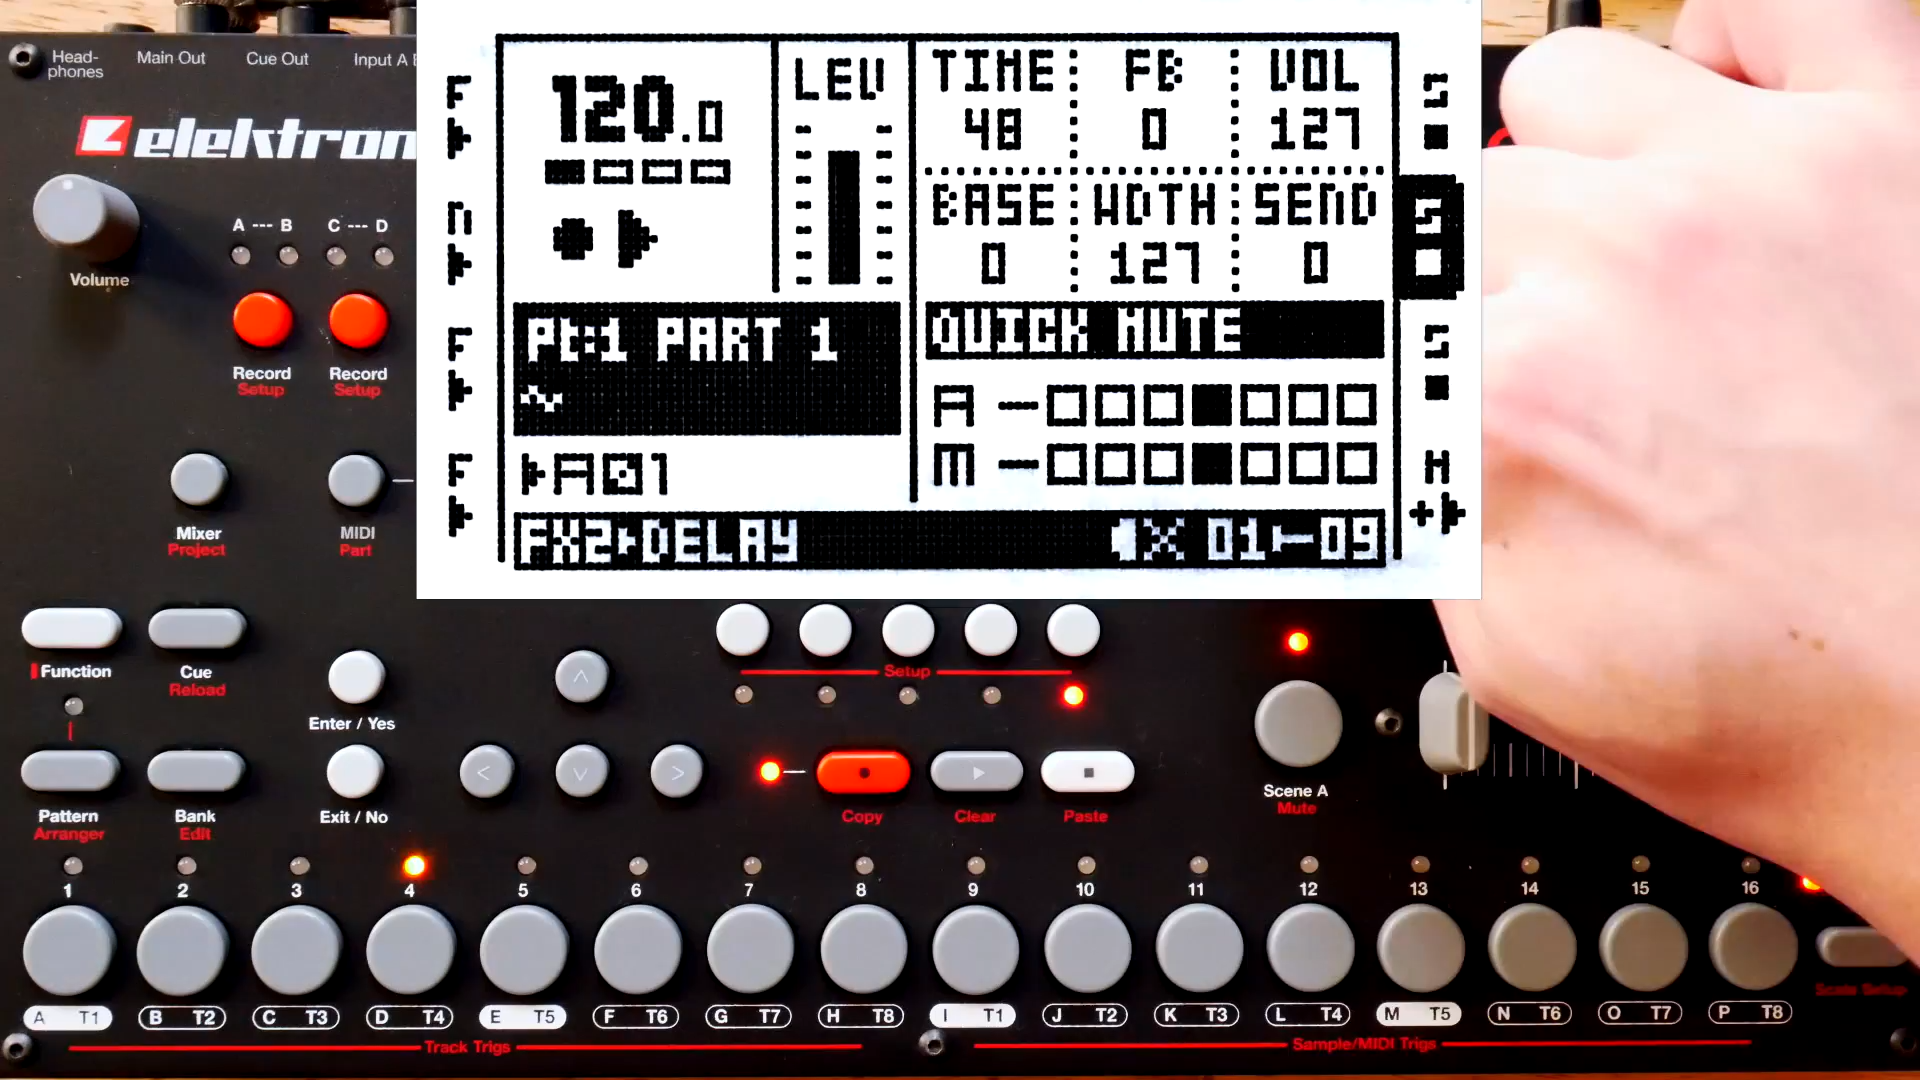 Head-
phones
Main Out
Cue Out
Input A B
elektron
Volume
A --- B
C --- D
Record
Setup
Record
Setup
Mixer
Project
MIDI
Part
Function
Cue
Reload
Enter / Yes
Pattern
Arranger
Bank
Edit
Exit / No
120.0
LEV
TIME
FB
VOL
48
0
127
BASE
WDTH
SEND
0
127
0
PART 1
QUICK MUTE
A
M
A01
FX2 DELAY
01 09
F
N
F
F
S
S
S
M
Setup
Copy
Clear
Paste
Scene A
Mute
1 2 3 4 5 6 7 8 9 10 11 12 13 14 15 16
Scale Setup
A T1
B T2
C T3
D T4
E T5
F T6
G T7
H T8
I T1
J T2
K T3
L T4
M T5
N T6
O T7
P T8
Track Trigs
Sample/MIDI Trigs